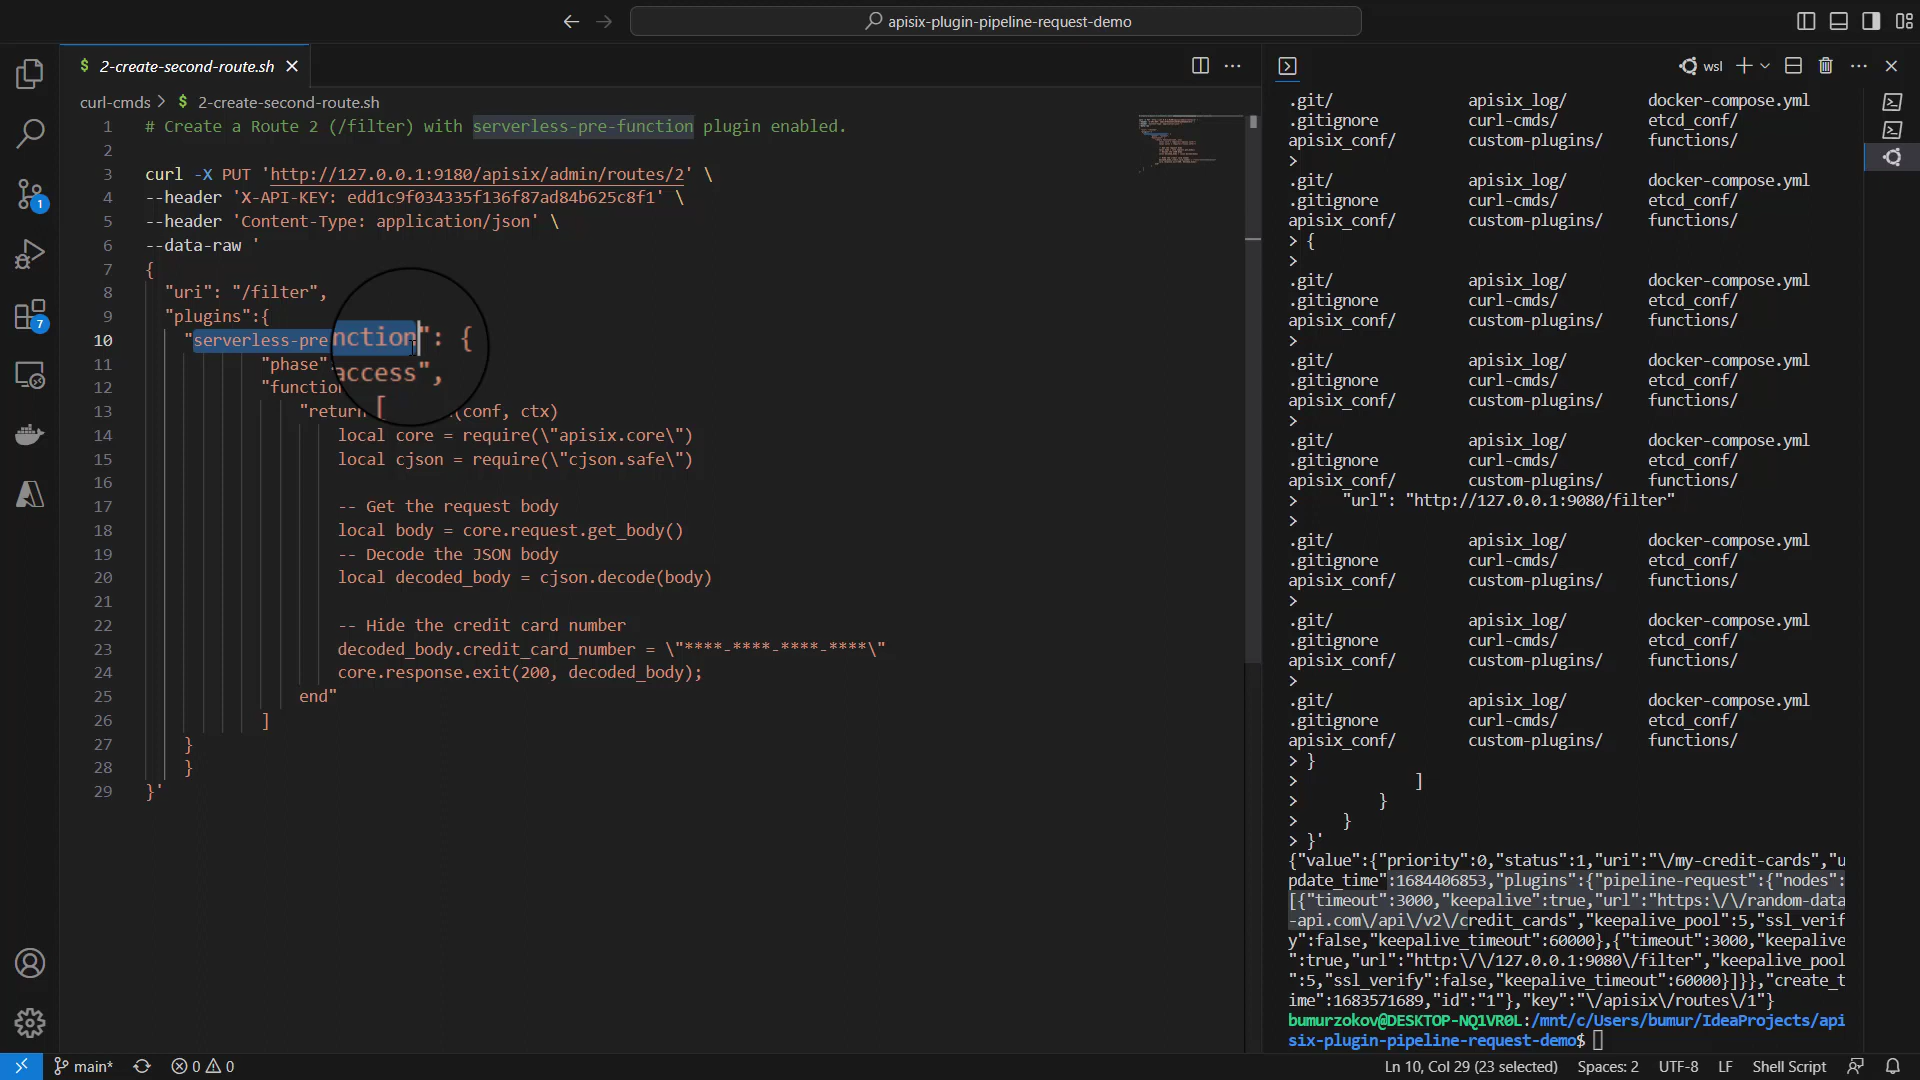 apisix-plugin-pipeline-request-demo
$ 2-create-second-route.sh
curl-cmds > $ 2-create-second-route.sh
1 # Create a Route 2 (/filter) with serverless-pre-function plugin enabled.
2
3 curl -X PUT 'http://127.0.0.1:9180/apisix/admin/routes/2' \
4 --header 'X-API-KEY: edd1c9f034335f136f87ad84b625c8f1' \
5 --header 'Content-Type: application/json' \
6 --data-raw '
7 {
8 "uri": "/filter",
9 "plugins":{
10 "serverless-pre nction": {
11 "phase" access",
12 "function [
13 "return (conf, ctx)
14 local core = require(\"apisix.core\")
15 local cjson = require(\"cjson.safe\")
16
17 -- Get the request body
18 local body = core.request.get_body()
19 -- Decode the JSON body
20 local decoded_body = cjson.decode(body)
21
22 -- Hide the credit card number
23 decoded_body.credit_card_number = \"****-****-****-****\"
24 core.response.exit(200, decoded_body);
25 end"
26 ]
27 }
28 }
29 }'
wsl
.git/ apisix_log/ docker-compose.yml
.gitignore curl-cmds/ etcd_conf/
apisix_conf/ custom-plugins/ functions/
>
.git/ apisix_log/ docker-compose.yml
.gitignore curl-cmds/ etcd_conf/
apisix_conf/ custom-plugins/ functions/
> {
>
.git/ apisix_log/ docker-compose.yml
.gitignore curl-cmds/ etcd_conf/
apisix_conf/ custom-plugins/ functions/
>
.git/ apisix_log/ docker-compose.yml
.gitignore curl-cmds/ etcd_conf/
apisix_conf/ custom-plugins/ functions/
>
.git/ apisix_log/ docker-compose.yml
.gitignore curl-cmds/ etcd_conf/
apisix_conf/ custom-plugins/ functions/
> "url": "http://127.0.0.1:9080/filter"
>
.git/ apisix_log/ docker-compose.yml
.gitignore curl-cmds/ etcd_conf/
apisix_conf/ custom-plugins/ functions/
>
.git/ apisix_log/ docker-compose.yml
.gitignore curl-cmds/ etcd_conf/
apisix_conf/ custom-plugins/ functions/
>
.git/ apisix_log/ docker-compose.yml
.gitignore curl-cmds/ etcd_conf/
apisix_conf/ custom-plugins/ functions/
> }
> ]
> }
> }
> }'
{"value":{"priority":0,"status":1,"uri":"\/my-credit-cards","u
pdate_time":1684406853,"plugins":{"pipeline-request":{"nodes":
[{"timeout":3000,"keepalive":true,"url":"https:\/\/random-data
-api.com\/api\/v2\/credit_cards","keepalive_pool":5,"ssl_verif
y":false,"keepalive_timeout":60000},{"timeout":3000,"keepalive
":true,"url":"http:\/\/127.0.0.1:9080\/filter","keepalive_pool
":5,"ssl_verify":false,"keepalive_timeout":60000}]}},"create_t
ime":1683571689,"id":"1"},"key":"\/apisix\/routes\/1"}
bumurzokov@DESKTOP-NQ1VR0L:/mnt/c/Users/bumur/IdeaProjects/api
six-plugin-pipeline-request-demo$
1
7
main* 0 0 Ln 10, Col 29 (23 selected) Spaces: 2 UTF-8 LF Shell Script